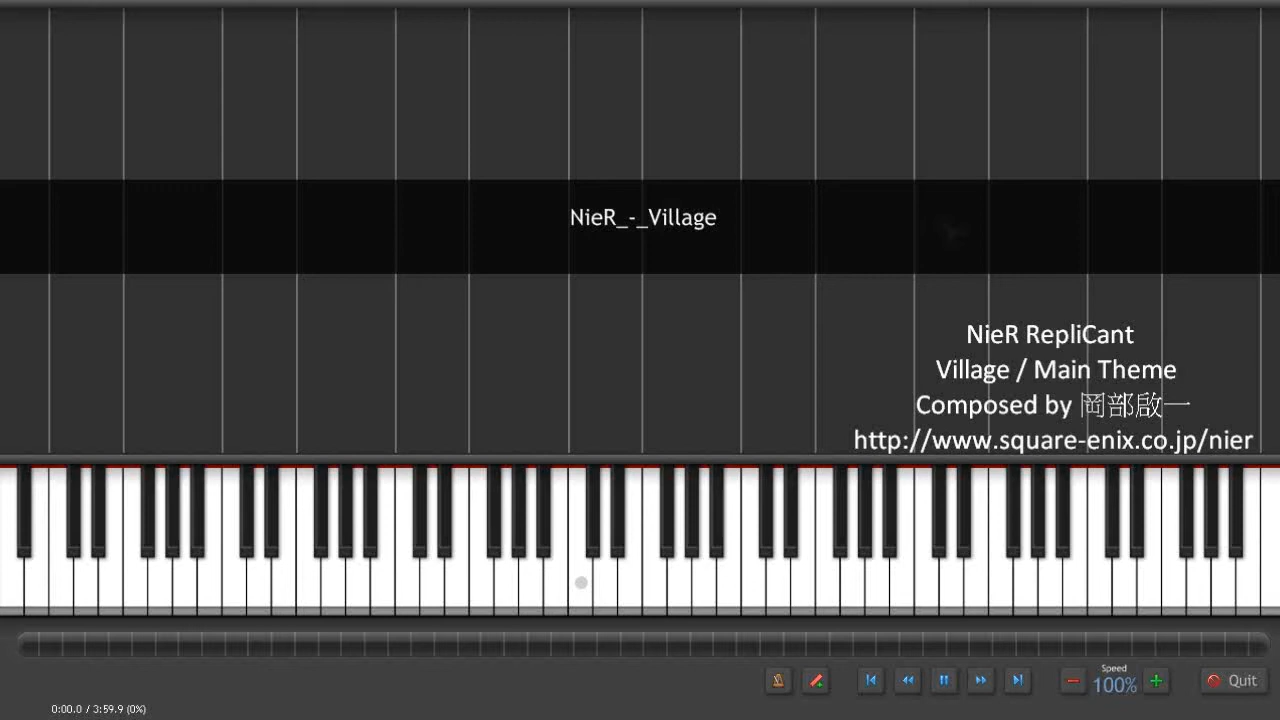 NieR_-_Village
NieR RepliCant
Village / Main Theme
Composed by 岡部啟一
http://www.square-enix.co.jp/nier
Speed
100%
Quit
0:00.0 / 3:59.9 (0%)